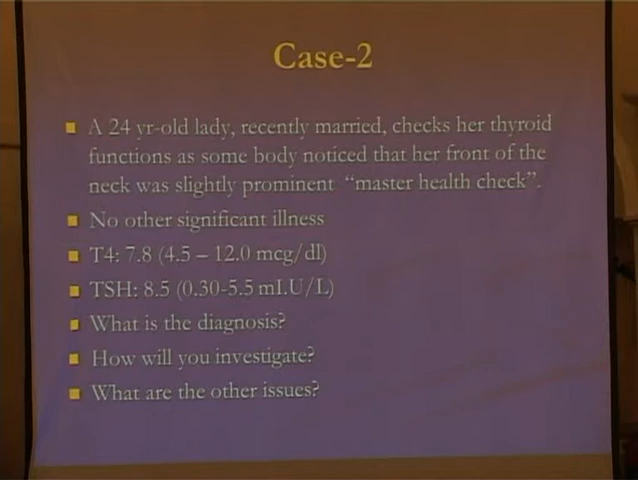 Case-2
A 24 yr-old lady, recently married, checks her thyroid
functions as some body noticed that her front of the
neck was slightly prominent “master health check”.
No other significant illness
T4: 7.8 (4.5 – 12.0 mcg/dl)
TSH: 8.5 (0.30-5.5 mI.U/L)
What is the diagnosis?
How will you investigate?
What are the other issues?